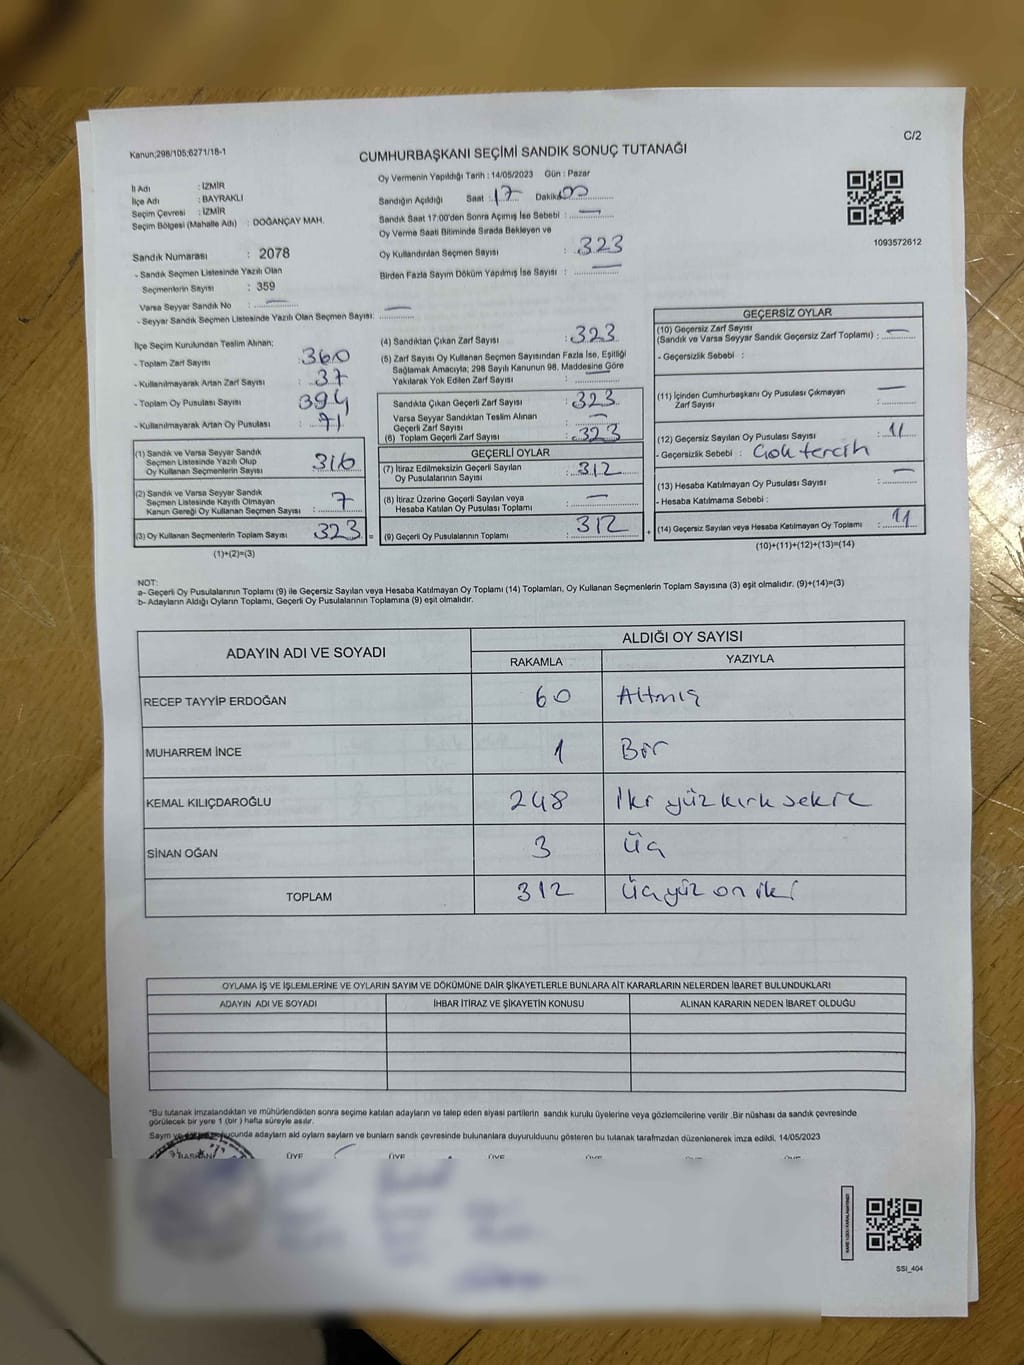 C/2
Kanun;298/105;6271/18-1
CUMHURBAŞKANI SEÇİMİ SANDIK SONUÇ TUTANAĞI
İl Adı : İZMİR
İlçe Adı : BAYRAKLI
Seçim Çevresi : İZMİR
Seçim Bölgesi (Mahalle Adı) : DOĞANÇAY MAH.
Sandık Numarası : 2078
- Sandık Seçmen Listesinde Yazılı Olan
Seçmenlerin Sayısı : 359
Varsa Seyyar Sandık No : —
- Seyyar Sandık Seçmen Listesinde Yazılı Olan Seçmen Sayısı: —
Oy Vermenin Yapıldığı Tarih : 14/05/2023 Gün : Pazar
Sandığın Açıldığı Saat : 17 Dakika 00
Sandık Saat 17:00'den Sonra Açımış İse Sebebi : —
Oy Verme Saati Bitiminde Sırada Bekleyen ve
Oy Kullandırılan Seçmen Sayısı : 323
Birden Fazla Sayım Döküm Yapılmış İse Sayısı : —
1093572612
İlçe Seçim Kurulundan Teslim Alınan;
- Toplam Zarf Sayısı : 360
- Kullanılmayarak Artan Zarf Sayısı : 37
- Toplam Oy Pusulası Sayısı : 394
- Kullanılmayarak Artan Oy Pusulası : 71
(1) Sandık ve Varsa Seyyar Sandık
Seçmen Listesinde Yazılı Olup
Oy Kullanan Seçmenlerin Sayısı : 316
(2) Sandık ve Varsa Seyyar Sandık
Seçmen Listesinde Kayıtlı Olmayan
Kanun Gereği Oy Kullanan Seçmen Sayısı : 7
(3) Oy Kullanan Seçmenlerin Toplam Sayısı : 323 =
(1)+(2)=(3)
(4) Sandıktan Çıkan Zarf Sayısı : 323
(5) Zarf Sayısı Oy Kullanan Seçmen Sayısından Fazla İse, Eşitliği
Sağlamak Amacıyla; 298 Sayılı Kanunun 98. Maddesine Göre
Yakılarak Yok Edilen Zarf Sayısı : —
Sandıkta Çıkan Geçerli Zarf Sayısı : 323
Varsa Seyyar Sandıktan Teslim Alınan
Geçerli Zarf Sayısı : —
(6) Toplam Geçerli Zarf Sayısı : 323
GEÇERLİ OYLAR
(7) İtiraz Edilmeksizin Geçerli Sayılan
Oy Pusulalarının Sayısı : 312
(8) İtiraz Üzerine Geçerli Sayılan veya
Hesaba Katılan Oy Pusulası Toplamı : —
(9) Geçerli Oy Pusulalarının Toplamı : 312 +
GEÇERSİZ OYLAR
(10) Geçersiz Zarf Sayısı
(Sandık ve Varsa Seyyar Sandık Geçersiz Zarf Toplamı) : —
- Geçersizlik Sebebi :
(11) İçinden Cumhurbaşkanı Oy Pusulası Çıkmayan
Zarf Sayısı : —
(12) Geçersiz Sayılan Oy Pusulası Sayısı : 11
- Geçersizlik Sebebi : Çok tercih
(13) Hesaba Katılmayan Oy Pusulası Sayısı : —
- Hesaba Katılmama Sebebi :
(14) Geçersiz Sayılan veya Hesaba Katılmayan Oy Toplamı : 11
(10)+(11)+(12)+(13)=(14)
NOT:
a- Geçerli Oy Pusulalarının Toplamı (9) ile Geçersiz Sayılan veya Hesaba Katılmayan Oy Toplamı (14) Toplamları, Oy Kullanan Seçmenlerin Toplam Sayısına (3) eşit olmalıdır. (9)+(14)=(3)
b- Adayların Aldığı Oyların Toplamı, Geçerli Oy Pusulalarının Toplamına (9) eşit olmalıdır.
ADAYIN ADI VE SOYADI ALDIĞI OY SAYISI
RAKAMLA YAZIYLA
RECEP TAYYİP ERDOĞAN 60 Altmış
MUHARREM İNCE 1 Bir
KEMAL KILIÇDAROĞLU 248 İki yüz kırk sekiz
SİNAN OĞAN 3 Üç
TOPLAM 312 Üç yüz on iki
OYLAMA İŞ VE İŞLEMLERİNE VE OYLARIN SAYIM VE DÖKÜMÜNE DAİR ŞİKAYETLERLE BUNLARA AİT KARARLARIN NELERDEN İBARET BULUNDUKLARI
ADAYIN ADI VE SOYADI İHBAR İTİRAZ VE ŞİKAYETİN KONUSU ALINAN KARARIN NEDEN İBARET OLDUĞU
*Bu tutanak imzalandıktan ve mühürlendikten sonra seçime katılan adayların ve talep eden siyasi partilerin sandık kurulu üyelerine veya gözlemcilerine verilir .Bir nüshası da sandık çevresinde
görülecek bir yere 1 (bir ) hafta süreyle asılır.
Sayım ve sonucunda adayların ald oyların sayların ve bunların sandk çevresinde bulunanlara duyurulduunu gösteren bu tutanak tarafmzdan düzenlenerek imza edildi. 14/05/2023
BAŞKAN ÜYE ÜYE ÜYE ÜYE ÜYE ÜYE
SSI_404